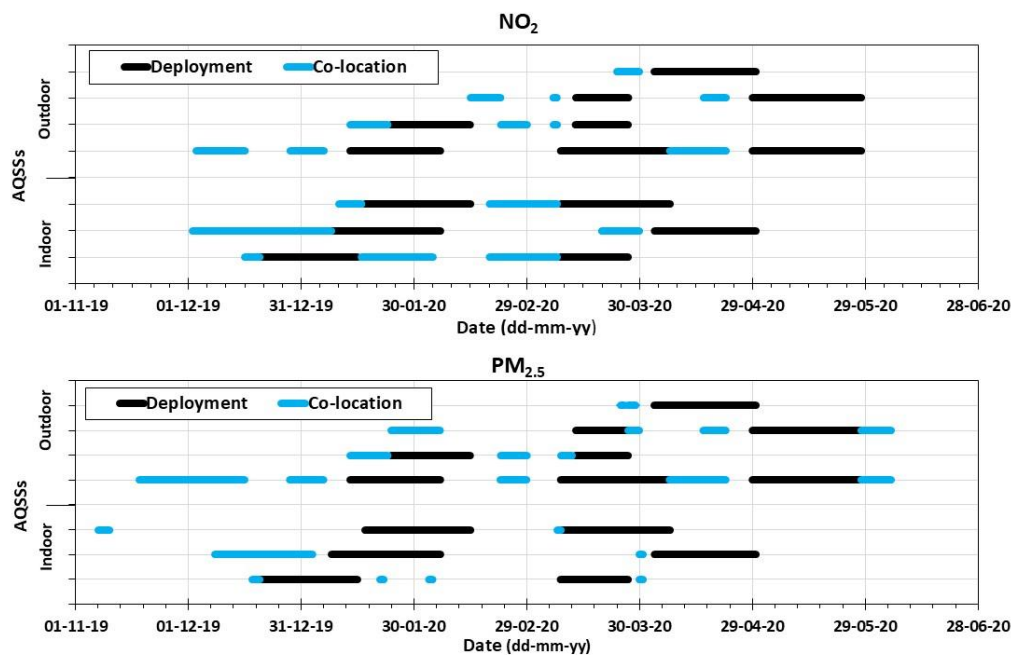 NO2
Deployment Co-location
Outdoor
AQSSs
Indoor
01-11-19 01-12-19 31-12-19 30-01-20 29-02-20 30-03-20 29-04-20 29-05-20 28-06-20
Date (dd-mm-yy)
PM2.5
Deployment Co-location
Outdoor
AQSSs
Indoor
01-11-19 01-12-19 31-12-19 30-01-20 29-02-20 30-03-20 29-04-20 29-05-20 28-06-20
Date (dd-mm-yy)